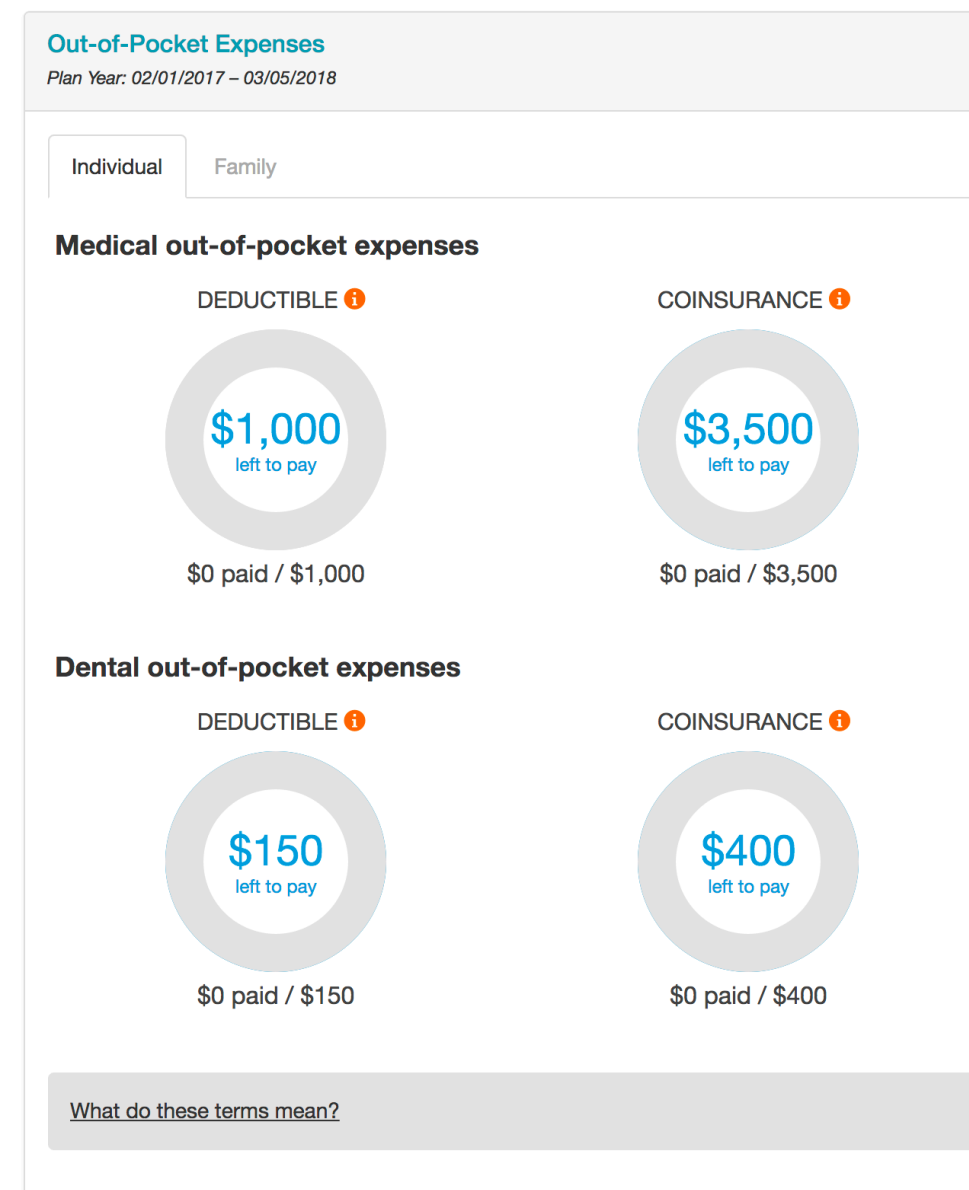 Out-of-Pocket Expenses
Plan Year: 02/01/2017 – 03/05/2018
Individual Family
Medical out-of-pocket expenses
DEDUCTIBLE i COINSURANCE i
$1,000 $3,500
left to pay left to pay
$0 paid / $1,000 $0 paid / $3,500
Dental out-of-pocket expenses
DEDUCTIBLE i COINSURANCE i
$150 $400
left to pay left to pay
$0 paid / $150 $0 paid / $400
What do these terms mean?